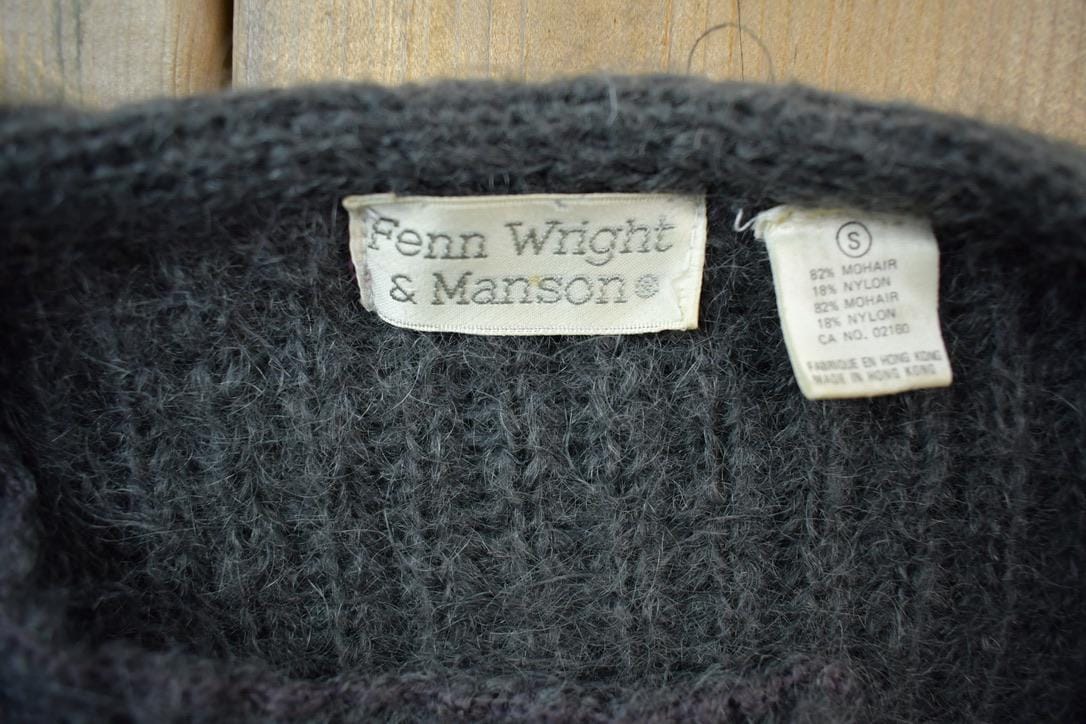 Fenn Wright
& Manson®
S
82% MOHAIR
18% NYLON
82% MOHAIR
18% NYLON
CA NO. 02160
FABRIQUE EN HONG KONG
MADE IN HONG KONG